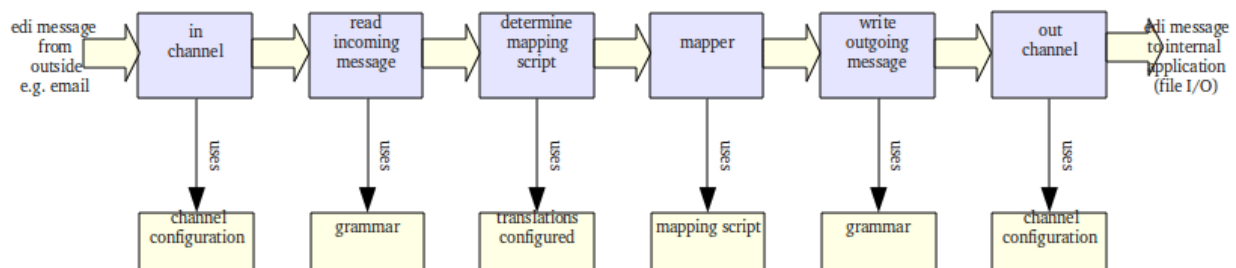 edi message
from
outside
e.g. email
in
channel
read
incoming
message
determine
mapping
script
mapper
write
outgoing
message
out
channel
edi message
to internal
application
(file I/O)
uses
uses
uses
uses
uses
uses
channel
configuration
grammar
translations
configured
mapping script
grammar
channel
configuration